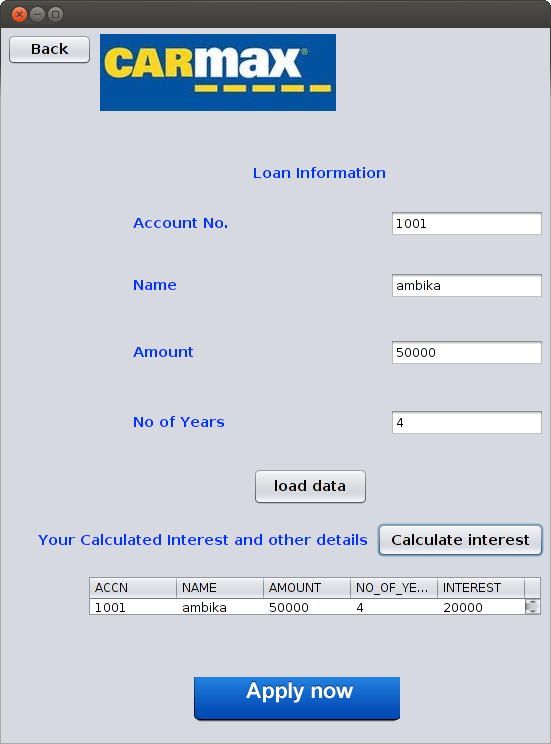 Back
CARmax®
Loan Information
Account No. 1001
Name ambika
Amount 50000
No of Years 4
load data
Your Calculated Interest and other details Calculate interest
ACCN NAME AMOUNT NO_OF_YE... INTEREST
1001 ambika 50000 4 20000
Apply now